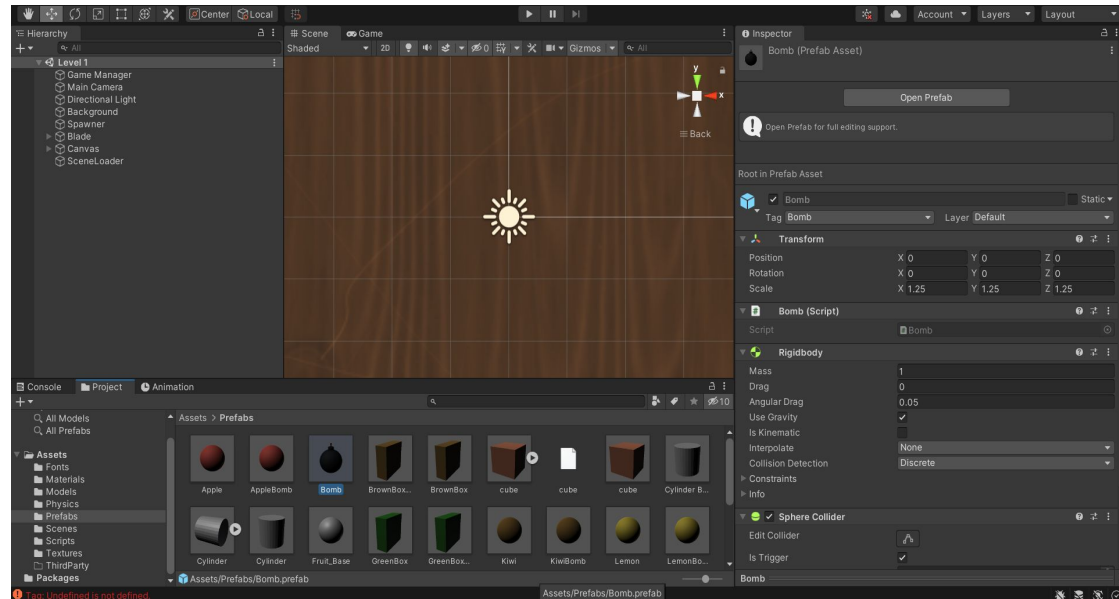 Center Local
Account Layers Layout
Hierarchy
All
Level 1
Game Manager
Main Camera
Directional Light
Background
Spawner
Blade
Canvas
SceneLoader
Scene Game
Shaded 2D 0 Gizmos All
y
x
Back
Inspector
Bomb (Prefab Asset)
Open Prefab
Open Prefab for full editing support.
Root in Prefab Asset
Bomb Static
Tag Bomb Layer Default
Transform
Position X 0 Y 0 Z 0
Rotation X 0 Y 0 Z 0
Scale X 1.25 Y 1.25 Z 1.25
Bomb (Script)
Script Bomb
Rigidbody
Mass 1
Drag 0
Angular Drag 0.05
Use Gravity
Is Kinematic
Interpolate None
Collision Detection Discrete
Constraints
Info
Sphere Collider
Edit Collider
Is Trigger
Bomb
Console Project Animation
10
All Models
All Prefabs
Assets
Fonts
Materials
Models
Physics
Prefabs
Scenes
Scripts
Textures
ThirdParty
Packages
Assets > Prefabs
Apple AppleBomb Bomb BrownBox... BrownBox cube cube cube Cylinder B...
Cylinder Cylinder Fruit_Base GreenBox GreenBox... Kiwi KiwiBomb Lemon LemonBo...
Assets/Prefabs/Bomb.prefab
Tag: Undefined is not defined.
Assets/Prefabs/Bomb.prefab